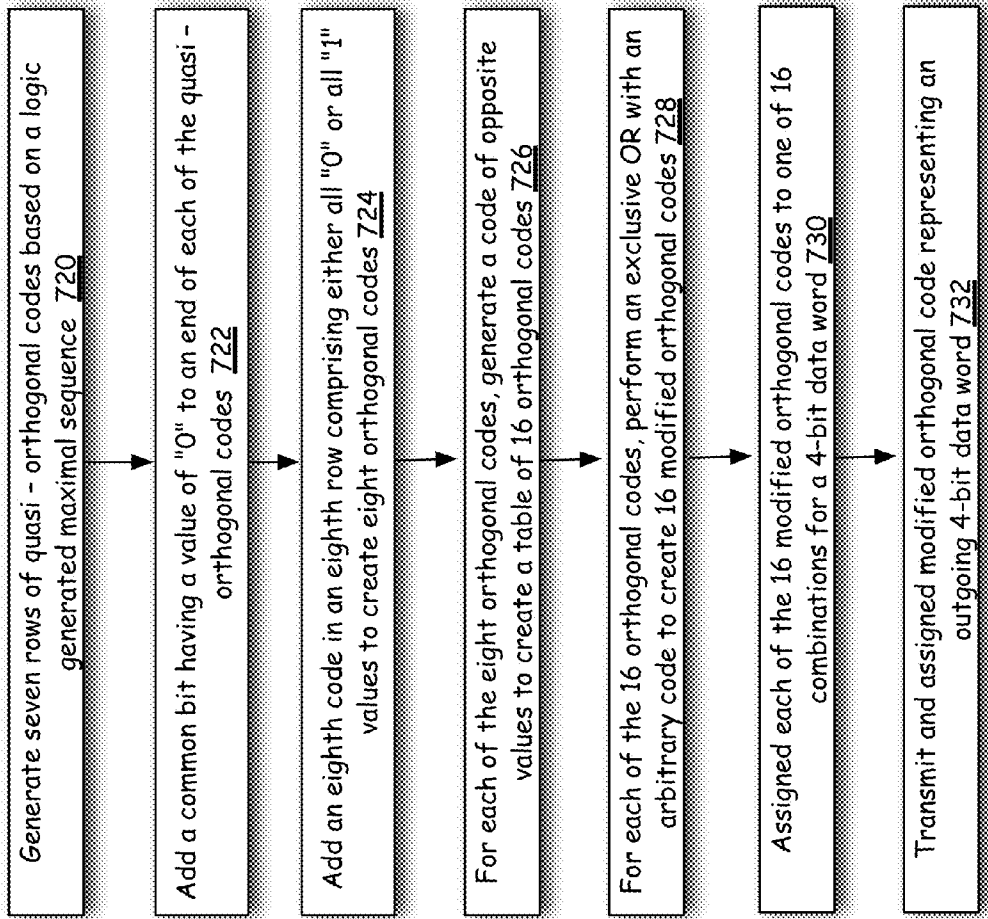 Generate seven rows of quasi - orthogonal codes based on a logic
generated maximal sequence 720
Add a common bit having a value of "0" to an end of each of the quasi -
orthogonal codes 722
Add an eighth code in an eighth row comprising either all "0" or all "1"
values to create eight orthogonal codes 724
For each of the eight orthogonal codes, generate a code of opposite
values to create a table of 16 orthogonal codes 726
For each of the 16 orthogonal codes, perform an exclusive OR with an
arbitrary code to create 16 modified orthogonal codes 728
Assigned each of the 16 modified orthogonal codes to one of 16
combinations for a 4-bit data word 730
Transmit and assigned modified orthogonal code representing an
outgoing 4-bit data word 732